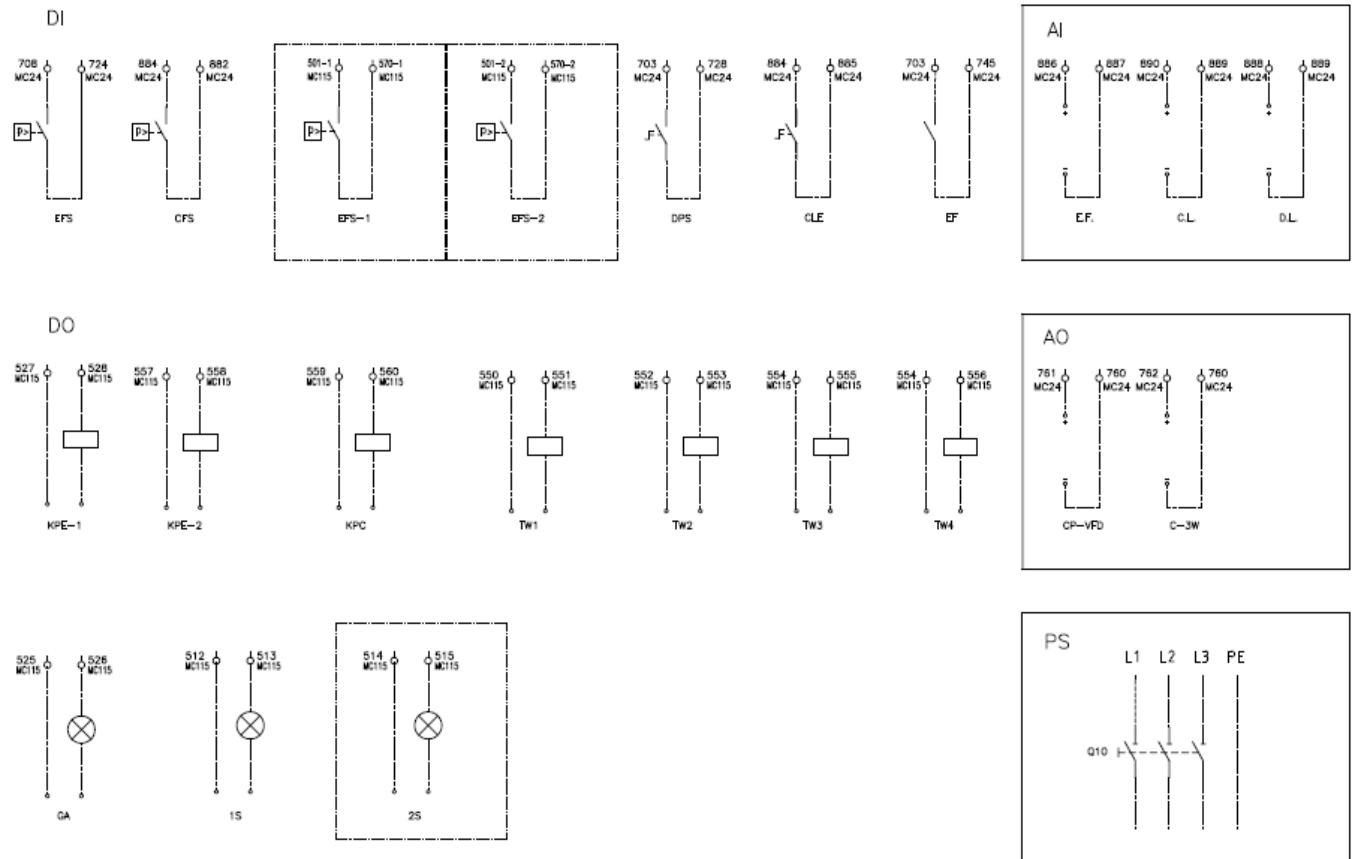 DI
708 724 884 882 501-1 570-1 501-2 570-2 703 728 884 885 703 745
MC24 MC24 MC24 MC24 MC115 MC115 MC115 MC115 MC24 MC24 MC24 MC24 MC24 MC24
P> P> P> P> F F
EFS CFS EFS-1 EFS-2 DPS CLE EF
AI
886 887 890 889 888 889
MC24 MC24 MC24 MC24 MC24 MC24
+ + +
- - -
E.F. C.L. D.L.
DO
527 528 557 558 559 560 550 551 552 553 554 555 554 556
MC115 MC115 MC115 MC115 MC115 MC115 MC115 MC115 MC115 MC115 MC115 MC115 MC115 MC115
KPE-1 KPE-2 KPC TW1 TW2 TW3 TW4
AO
761 760 762 760
MC24 MC24 MC24 MC24
+ +
- -
CP-VFD C-3W
525 526 512 513 514 515
MC115 MC115 MC115 MC115 MC115 MC115
GA 1S 2S
PS
L1 L2 L3 PE
Q10